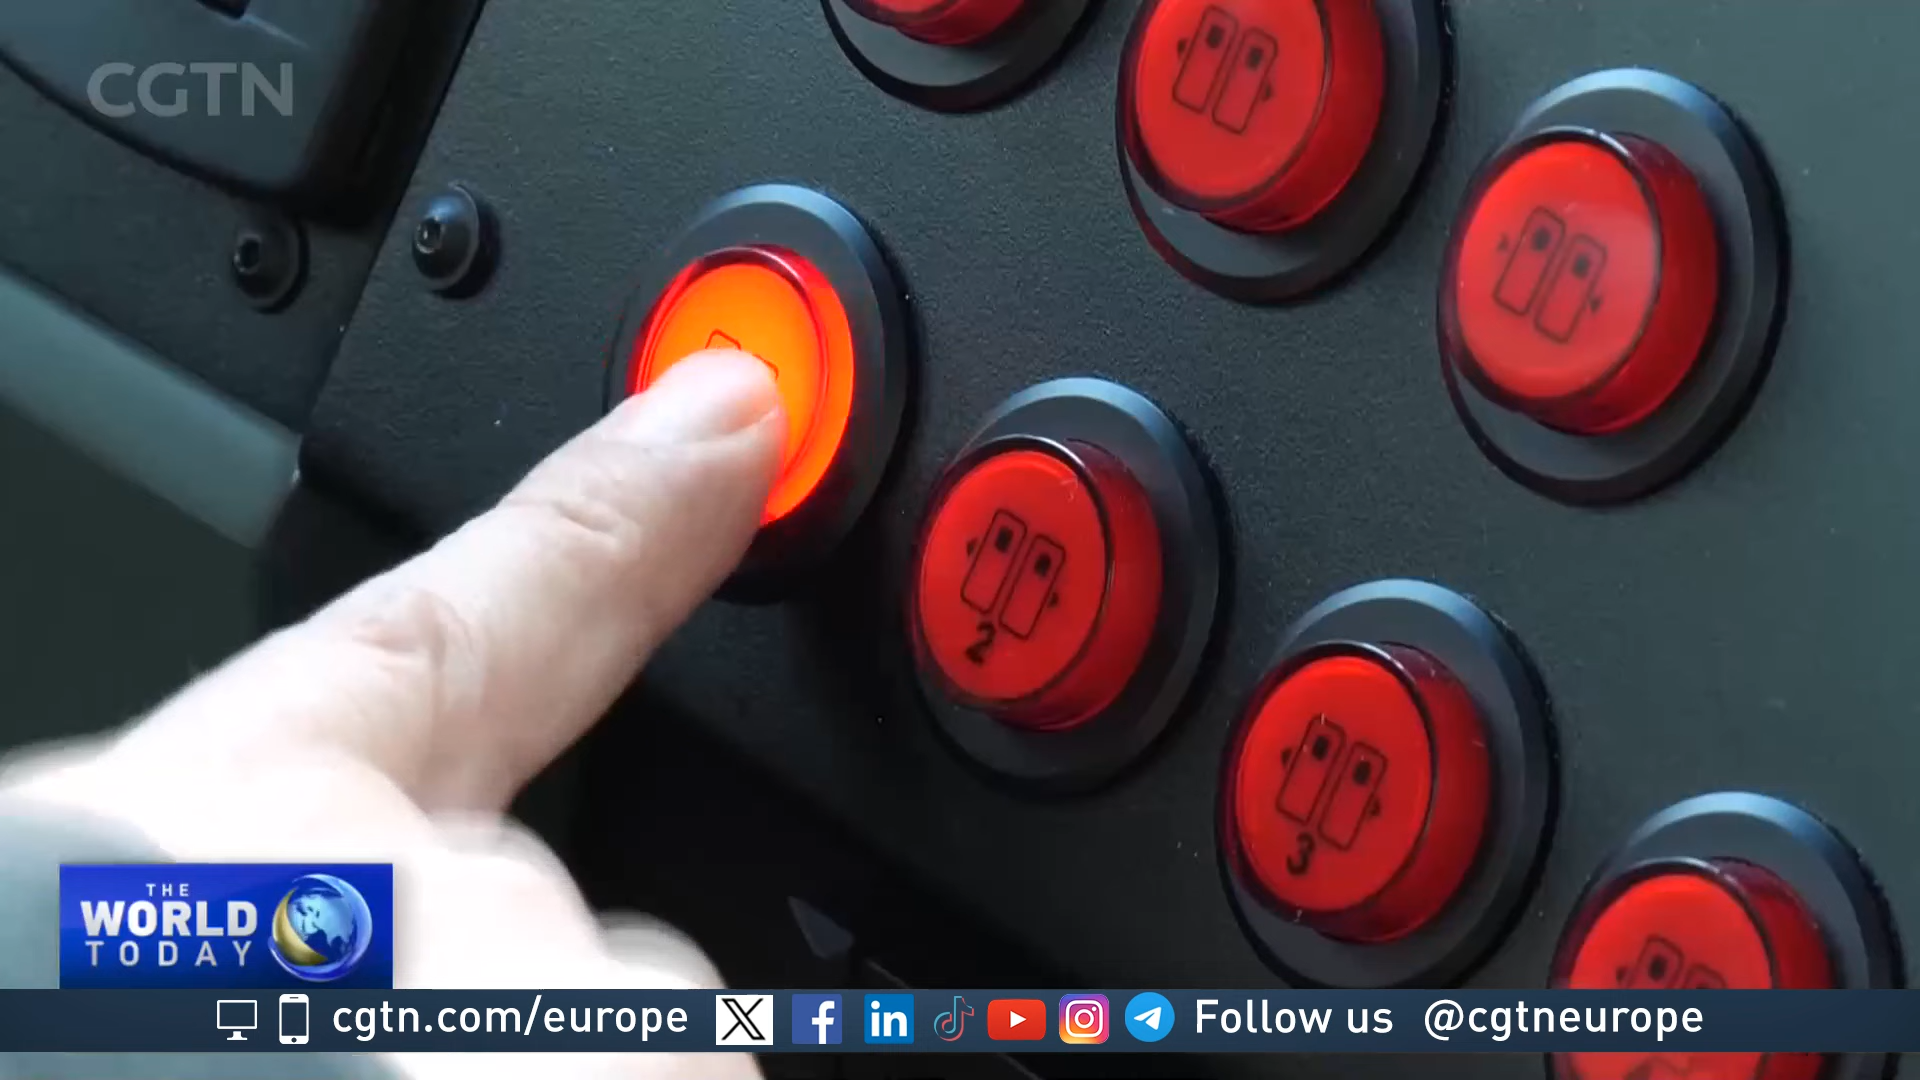 CGTN
2
3
THE
WORLD
TODAY
cgtn.com/europe
Follow us @cgtneurope